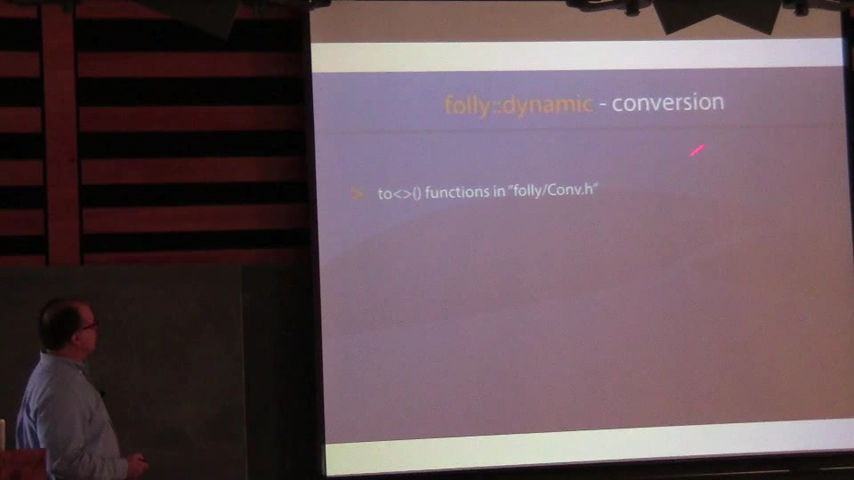 folly::dynamic - conversion
> to<>() functions in "folly/Conv.h"